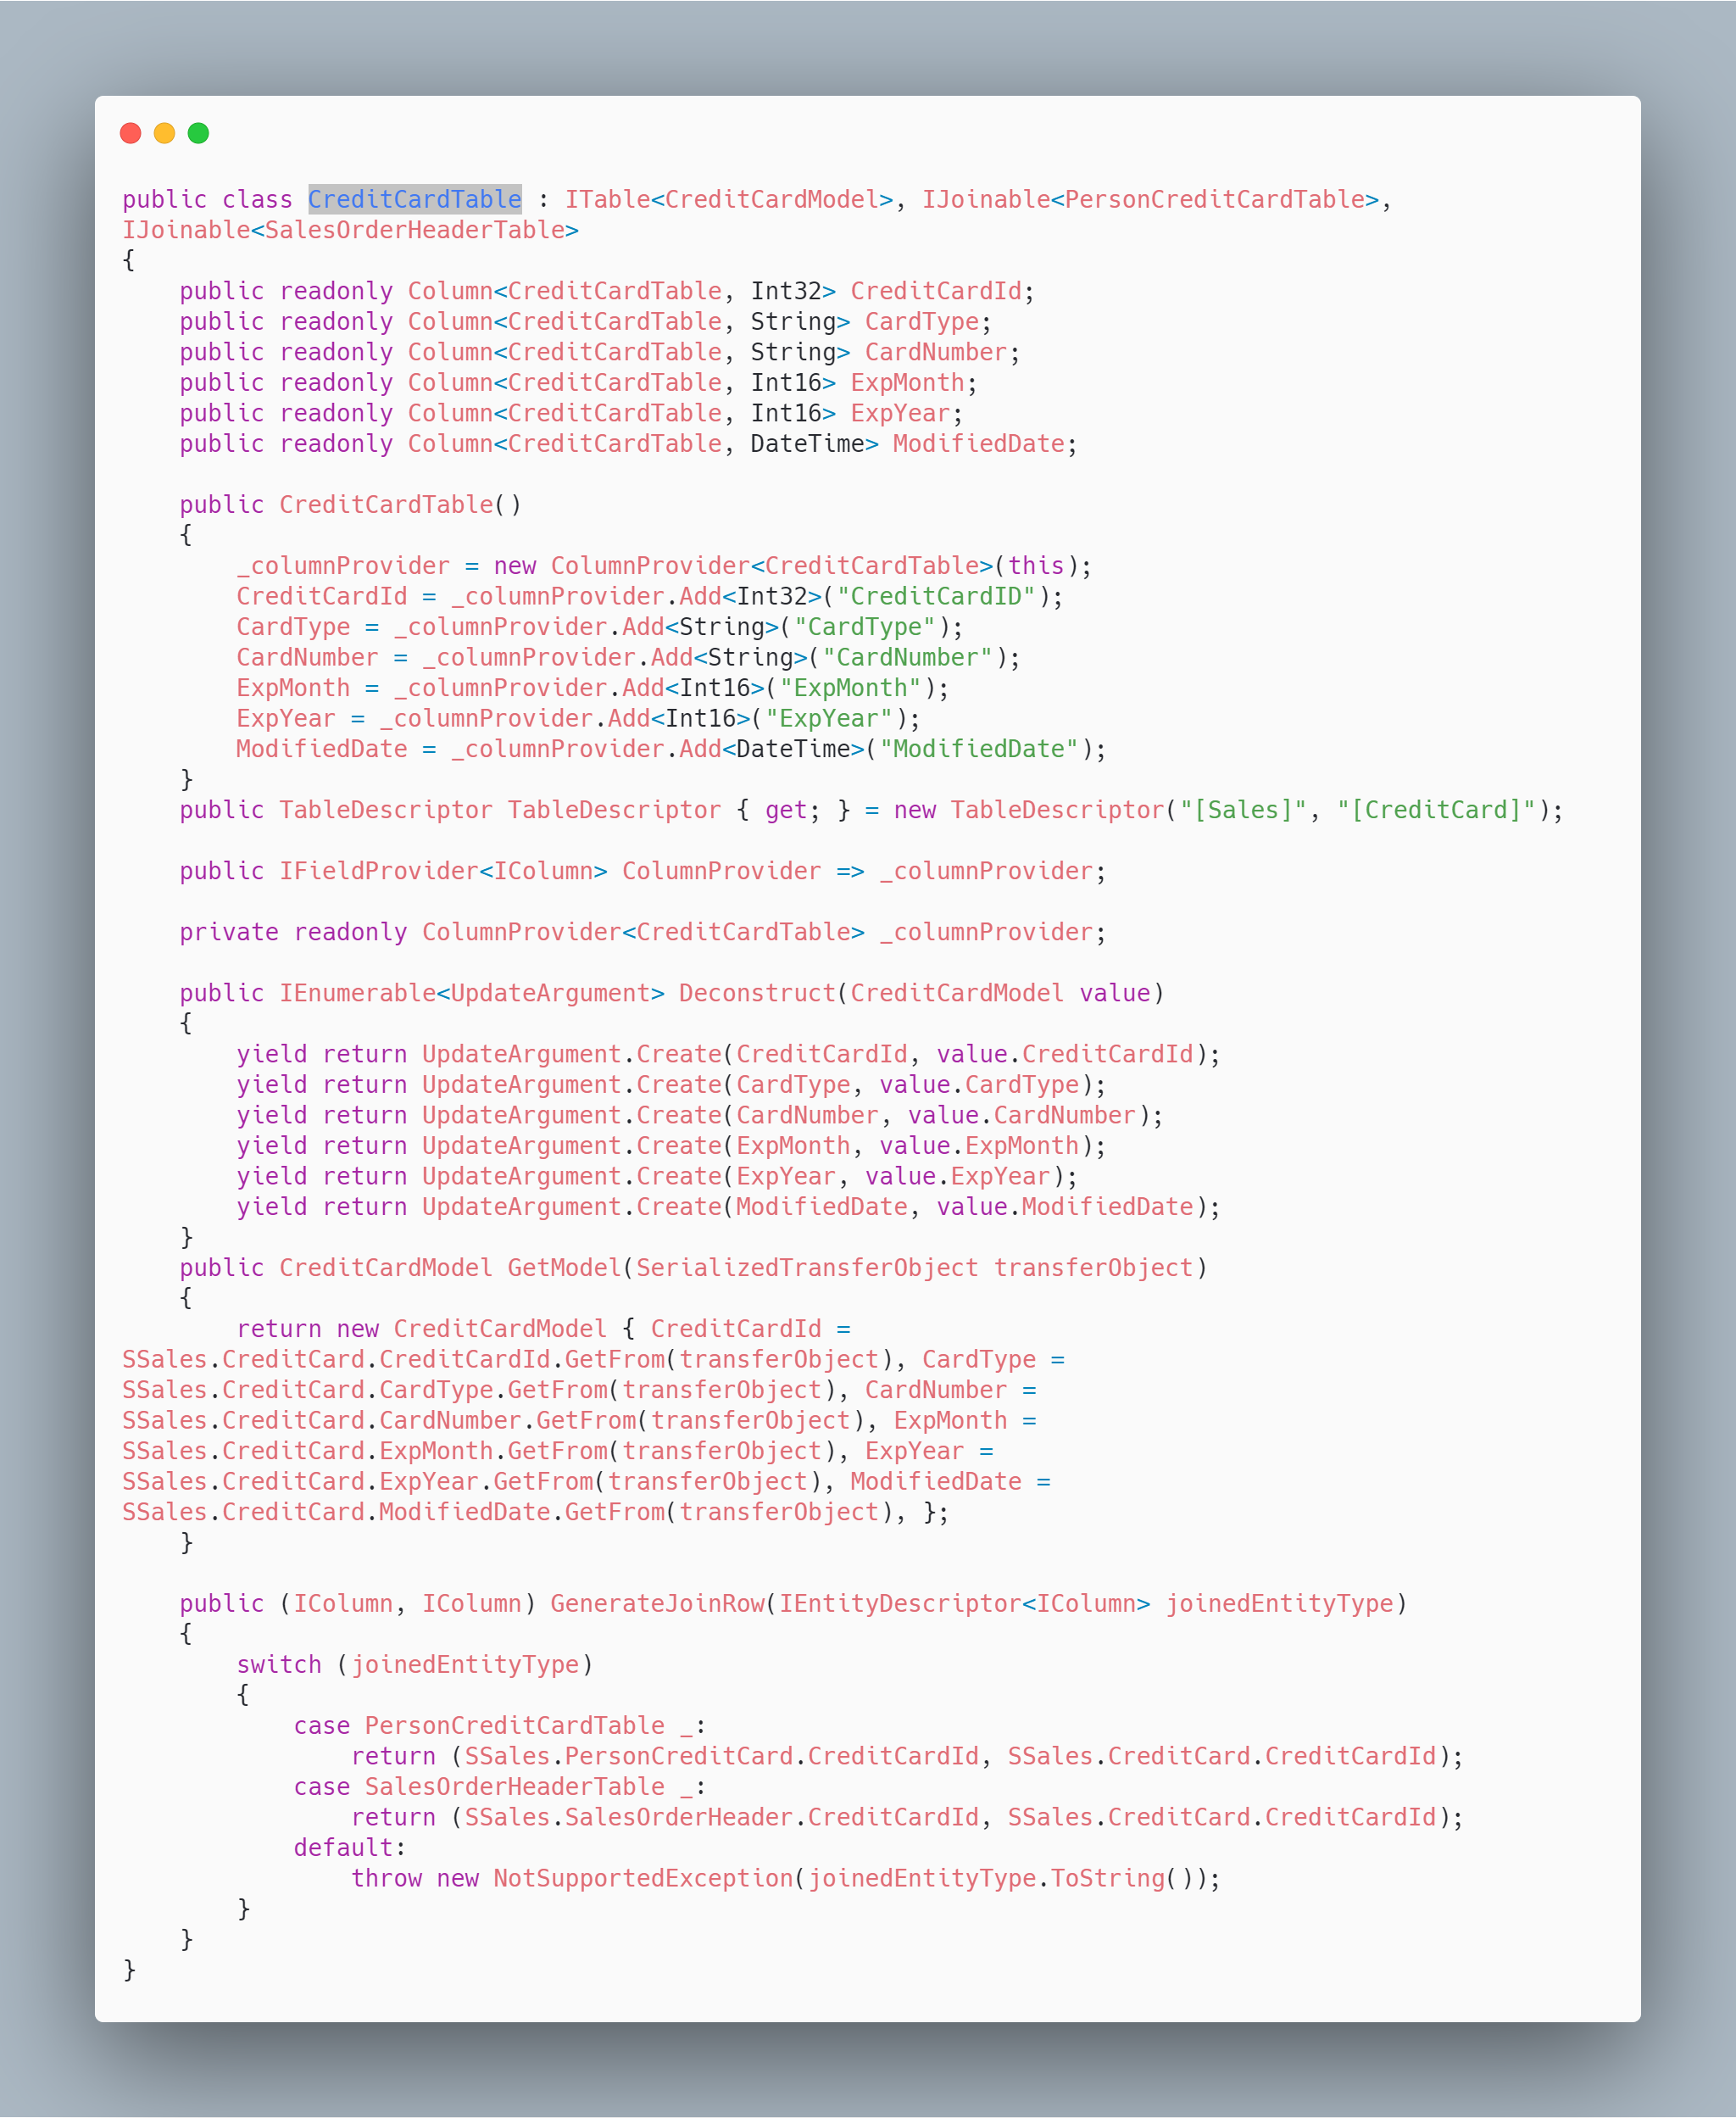 public class CreditCardTable : ITable<CreditCardModel>, IJoinable<PersonCreditCardTable>,
IJoinable<SalesOrderHeaderTable>
{
    public readonly Column<CreditCardTable, Int32> CreditCardId;
    public readonly Column<CreditCardTable, String> CardType;
    public readonly Column<CreditCardTable, String> CardNumber;
    public readonly Column<CreditCardTable, Int16> ExpMonth;
    public readonly Column<CreditCardTable, Int16> ExpYear;
    public readonly Column<CreditCardTable, DateTime> ModifiedDate;

    public CreditCardTable()
    {
        _columnProvider = new ColumnProvider<CreditCardTable>(this);
        CreditCardId = _columnProvider.Add<Int32>("CreditCardID");
        CardType = _columnProvider.Add<String>("CardType");
        CardNumber = _columnProvider.Add<String>("CardNumber");
        ExpMonth = _columnProvider.Add<Int16>("ExpMonth");
        ExpYear = _columnProvider.Add<Int16>("ExpYear");
        ModifiedDate = _columnProvider.Add<DateTime>("ModifiedDate");
    }
    public TableDescriptor TableDescriptor { get; } = new TableDescriptor("[Sales]", "[CreditCard]");

    public IFieldProvider<IColumn> ColumnProvider => _columnProvider;

    private readonly ColumnProvider<CreditCardTable> _columnProvider;

    public IEnumerable<UpdateArgument> Deconstruct(CreditCardModel value)
    {
        yield return UpdateArgument.Create(CreditCardId, value.CreditCardId);
        yield return UpdateArgument.Create(CardType, value.CardType);
        yield return UpdateArgument.Create(CardNumber, value.CardNumber);
        yield return UpdateArgument.Create(ExpMonth, value.ExpMonth);
        yield return UpdateArgument.Create(ExpYear, value.ExpYear);
        yield return UpdateArgument.Create(ModifiedDate, value.ModifiedDate);
    }
    public CreditCardModel GetModel(SerializedTransferObject transferObject)
    {
        return new CreditCardModel { CreditCardId =
SSales.CreditCard.CreditCardId.GetFrom(transferObject), CardType =
SSales.CreditCard.CardType.GetFrom(transferObject), CardNumber =
SSales.CreditCard.CardNumber.GetFrom(transferObject), ExpMonth =
SSales.CreditCard.ExpMonth.GetFrom(transferObject), ExpYear =
SSales.CreditCard.ExpYear.GetFrom(transferObject), ModifiedDate =
SSales.CreditCard.ModifiedDate.GetFrom(transferObject), };
    }

    public (IColumn, IColumn) GenerateJoinRow(IEntityDescriptor<IColumn> joinedEntityType)
    {
        switch (joinedEntityType)
        {
            case PersonCreditCardTable _:
                return (SSales.PersonCreditCard.CreditCardId, SSales.CreditCard.CreditCardId);
            case SalesOrderHeaderTable _:
                return (SSales.SalesOrderHeader.CreditCardId, SSales.CreditCard.CreditCardId);
            default:
                throw new NotSupportedException(joinedEntityType.ToString());
        }
    }
}